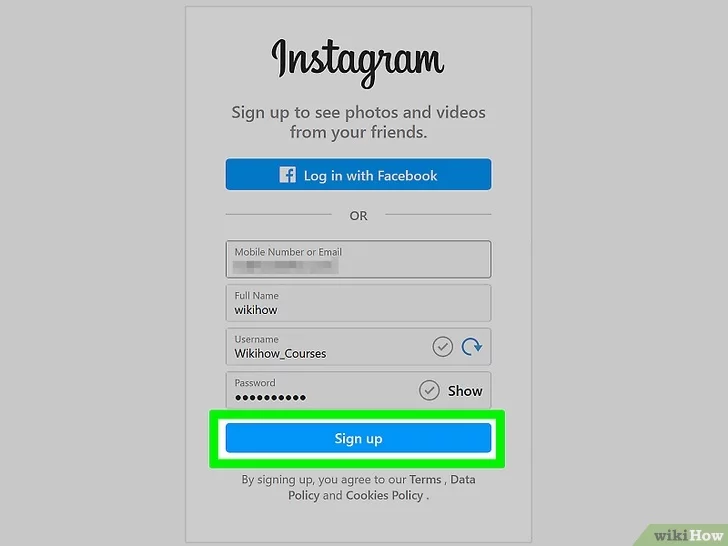 Instagram
Sign up to see photos and videos
from your friends.
Log in with Facebook
OR
Mobile Number or Email
Full Name
wikihow
Username
Wikihow_Courses
Password
●●●●●●●●●● Show
Sign up
By signing up, you agree to our Terms , Data
Policy and Cookies Policy .
wikiHow